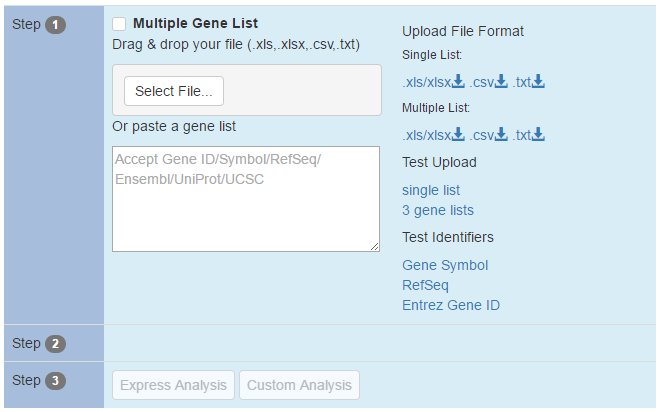 Step 1
Multiple Gene List
Drag & drop your file (.xls,.xlsx,.csv,.txt)
Select File...
Or paste a gene list
Accept Gene ID/Symbol/RefSeq/
Ensembl/UniProt/UCSC
Upload File Format
Single List:
.xls/xlsx .csv .txt
Multiple List:
.xls/xlsx .csv .txt
Test Upload
single list
3 gene lists
Test Identifiers
Gene Symbol
RefSeq
Entrez Gene ID
Step 2
Step 3
Express Analysis Custom Analysis